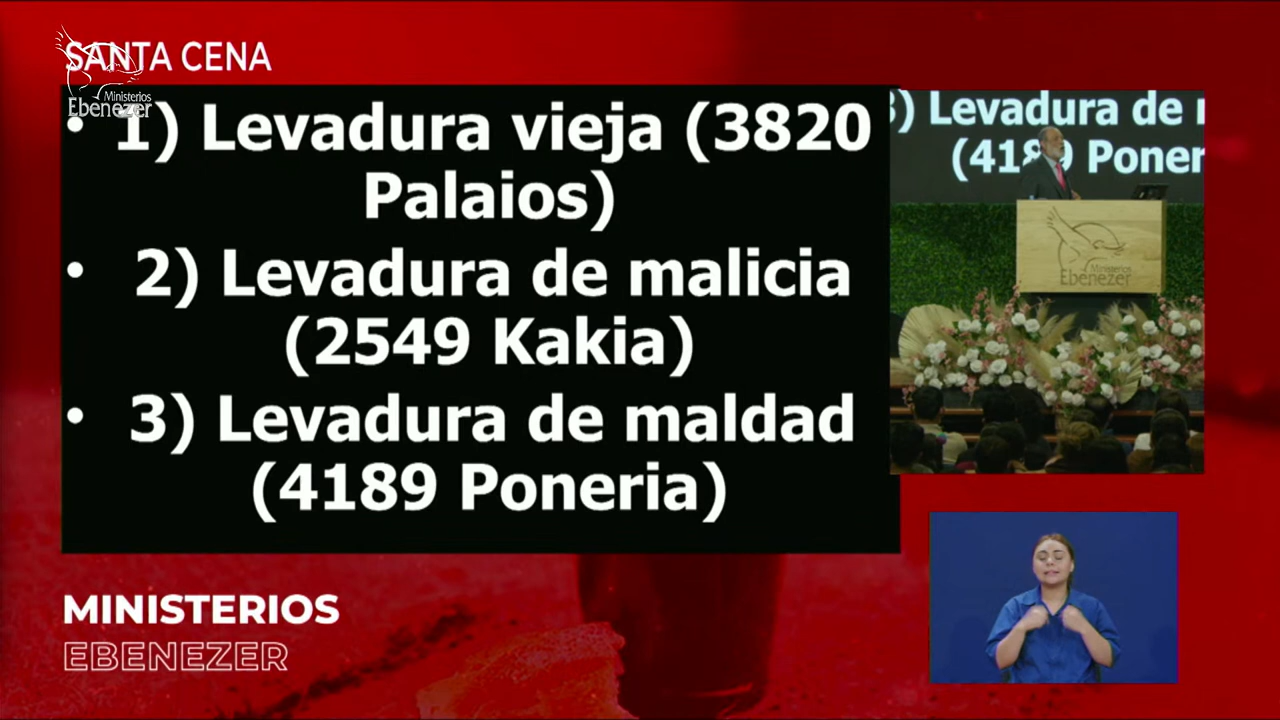 SANTA CENA
Ministerios
Ebenezer
• 1) Levadura vieja (3820
Palaios)
• 2) Levadura de malicia
(2549 Kakia)
• 3) Levadura de maldad
(4189 Poneria)
3) Levadura de
(4189 Poner
Ministerios
Ebenezer
MINISTERIOS
EBENEZER